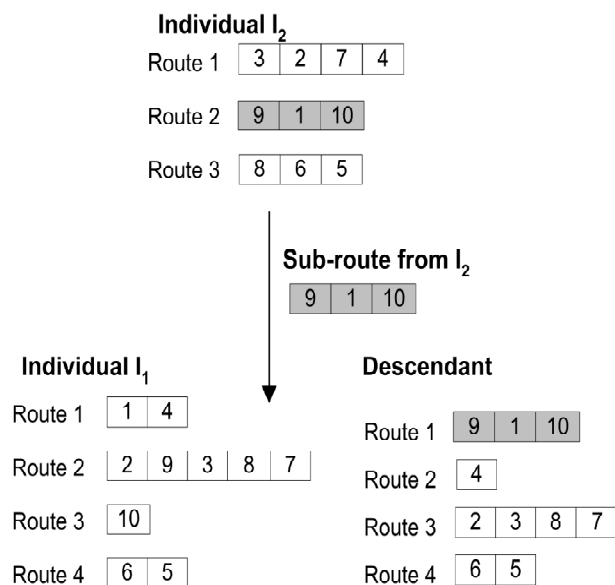 Individual I2
Route 1 3 2 7 4
Route 2 9 1 10
Route 3 8 6 5
Sub-route from I2
9 1 10
Individual I1
Route 1 1 4
Route 2 2 9 3 8 7
Route 3 10
Route 4 6 5
Descendant
Route 1 9 1 10
Route 2 4
Route 3 2 3 8 7
Route 4 6 5